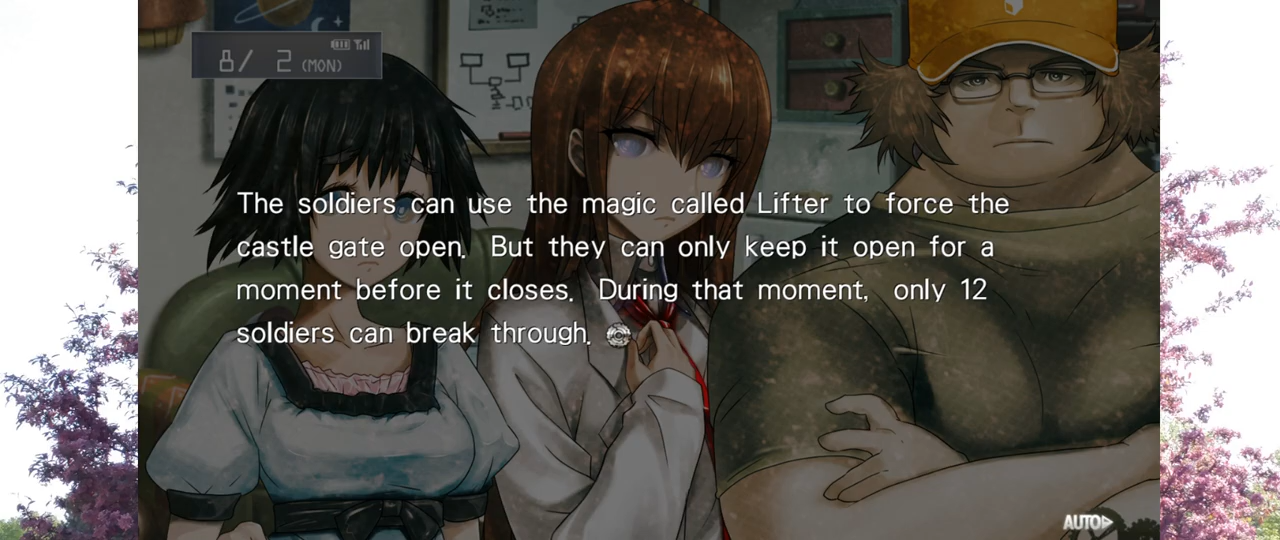 8/ 2 (MON)
The soldiers can use the magic called Lifter to force the
castle gate open. But they can only keep it open for a
moment before it closes. During that moment, only 12
soldiers can break through.
AUTO